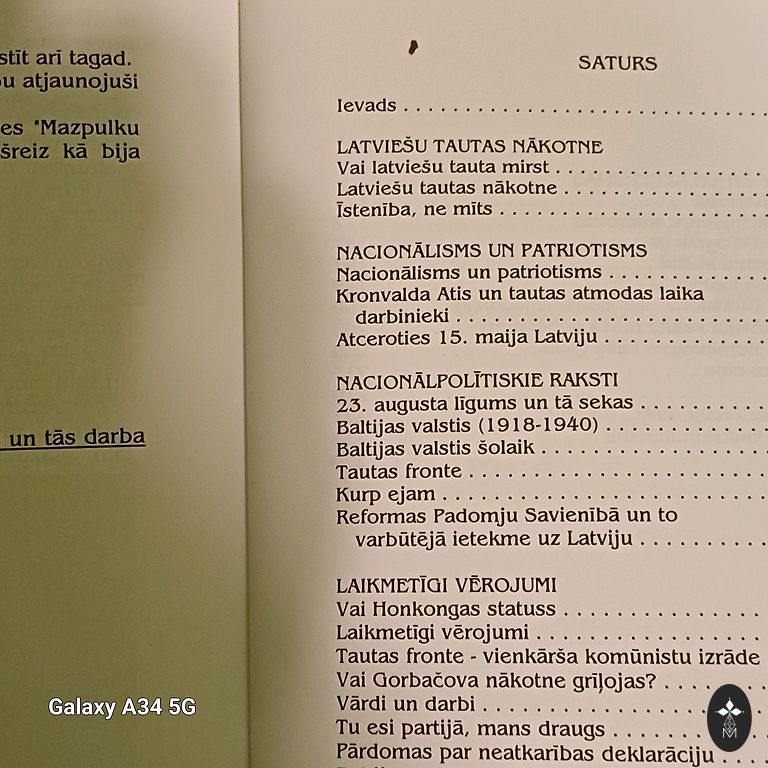 stīt arī tagad.
u atjaunojuši
es "Mazpulku
šreiz kā bija
un tās darba
SATURS
Ievads . . . . . . . . . . . . . . . . . . . . . . . . . . . . . .
LATVIEŠU TAUTAS NĀKOTNE
Vai latviešu tauta mirst . . . . . . . . . . . . . . . . .
Latviešu tautas nākotne . . . . . . . . . . . . . . . .
Īstenība, ne mīts . . . . . . . . . . . . . . . . . . . . . .
NACIONĀLISMS UN PATRIOTISMS
Nacionālisms un patriotisms . . . . . . . . . . . . .
Kronvalda Atis un tautas atmodas laika
darbinieki . . . . . . . . . . . . . . . . . . . . . . . . .
Atceroties 15. maija Latviju . . . . . . . . . . . . .
NACIONĀLPOLĪTISKIE RAKSTI
23. augusta līgums un tā sekas . . . . . . . . . .
Baltijas valstis (1918-1940) . . . . . . . . . . . . .
Baltijas valstis šolaik . . . . . . . . . . . . . . . . . .
Tautas fronte . . . . . . . . . . . . . . . . . . . . . . . .
Kurp ejam . . . . . . . . . . . . . . . . . . . . . . . . . .
Reformas Padomju Savienībā un to
varbūtējā ietekme uz Latviju . . . . . . . . . .
LAIKMETĪGI VĒROJUMI
Vai Honkongas statuss . . . . . . . . . . . . . . . .
Laikmetīgi vērojumi . . . . . . . . . . . . . . . . . .
Tautas fronte - vienkārša komūnistu izrāde
Vai Gorbačova nākotne grīļojas? . . . . . . . .
Vārdi un darbi . . . . . . . . . . . . . . . . . . . . . .
Tu esi partijā, mans draugs . . . . . . . . . . . .
Pārdomas par neatkarības deklarāciju . . . .
Galaxy A34 5G